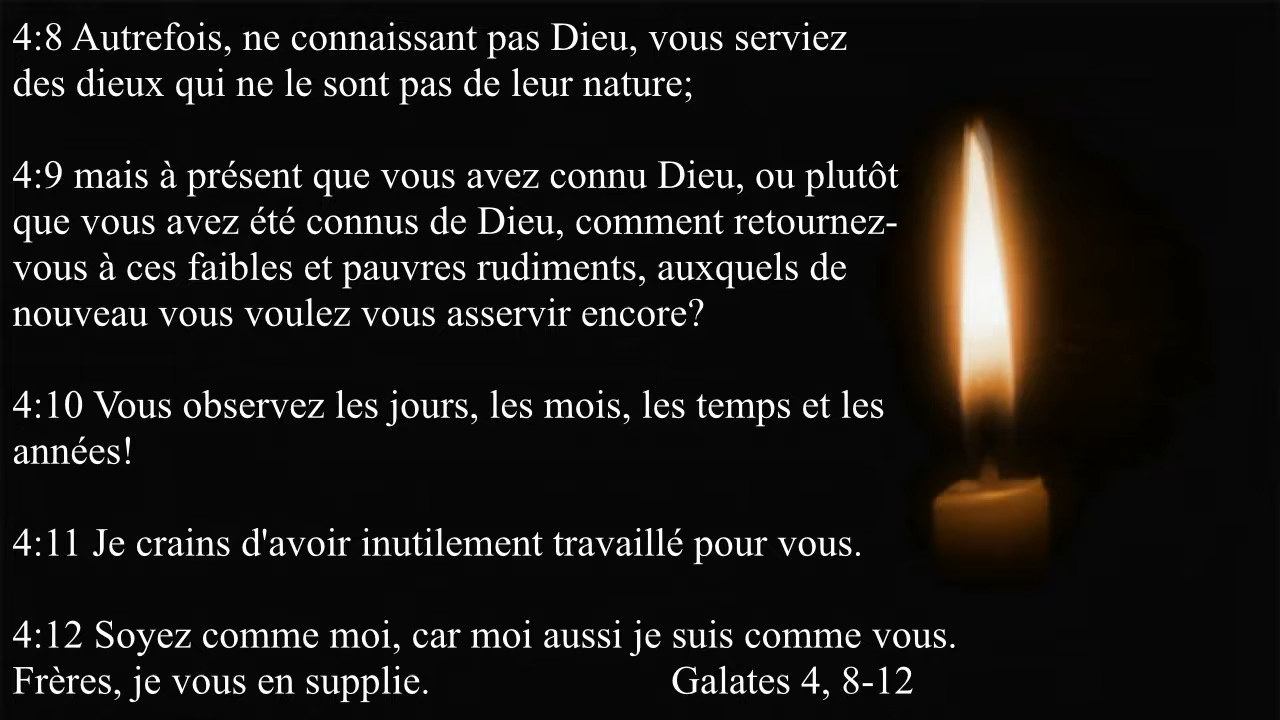 4:8 Autrefois, ne connaissant pas Dieu, vous serviez
des dieux qui ne le sont pas de leur nature;
4:9 mais à présent que vous avez connu Dieu, ou plutôt
que vous avez été connus de Dieu, comment retournez-
vous à ces faibles et pauvres rudiments, auxquels de
nouveau vous voulez vous asservir encore?
4:10 Vous observez les jours, les mois, les temps et les
années!
4:11 Je crains d'avoir inutilement travaillé pour vous.
4:12 Soyez comme moi, car moi aussi je suis comme vous.
Frères, je vous en supplie. Galates 4, 8-12